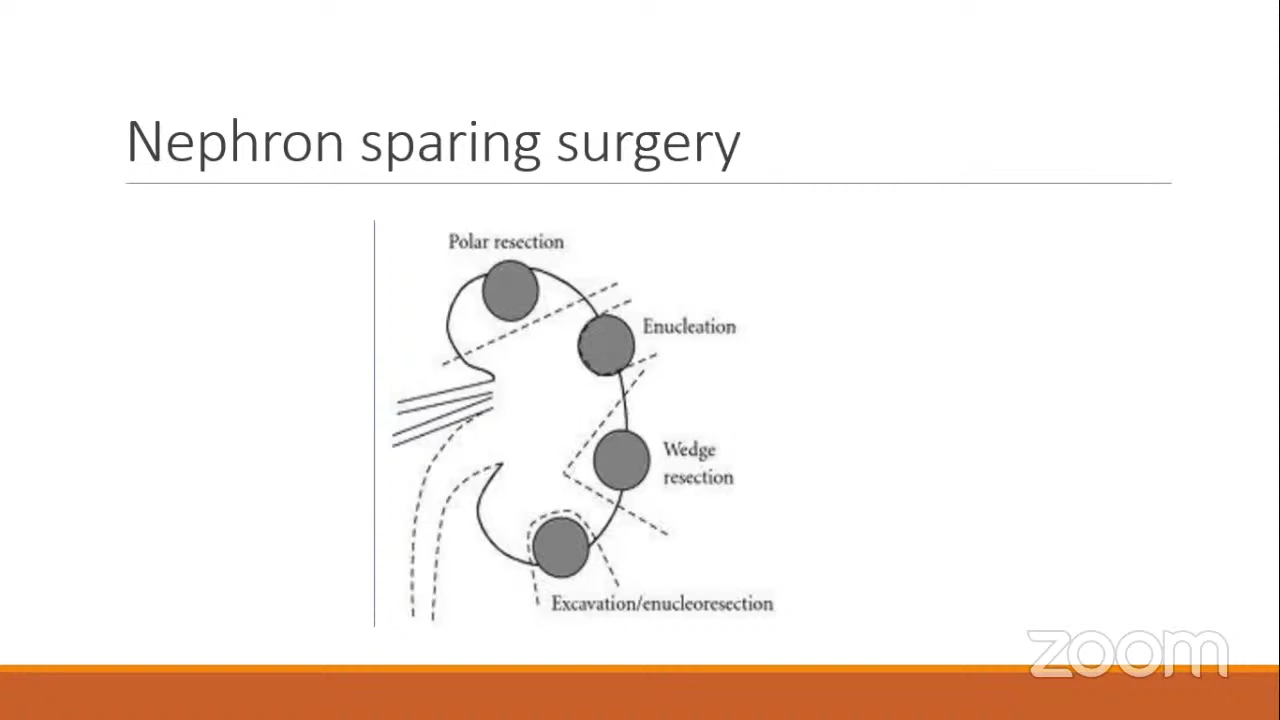 Nephron sparing surgery
Polar resection
Enucleation
Wedge
resection
Excavation/enucleoresection
zoom